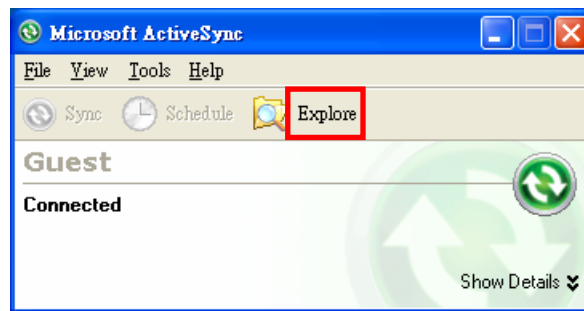 Microsoft ActiveSync
File View Tools Help
Sync Schedule Explore
Guest
Connected
Show Details